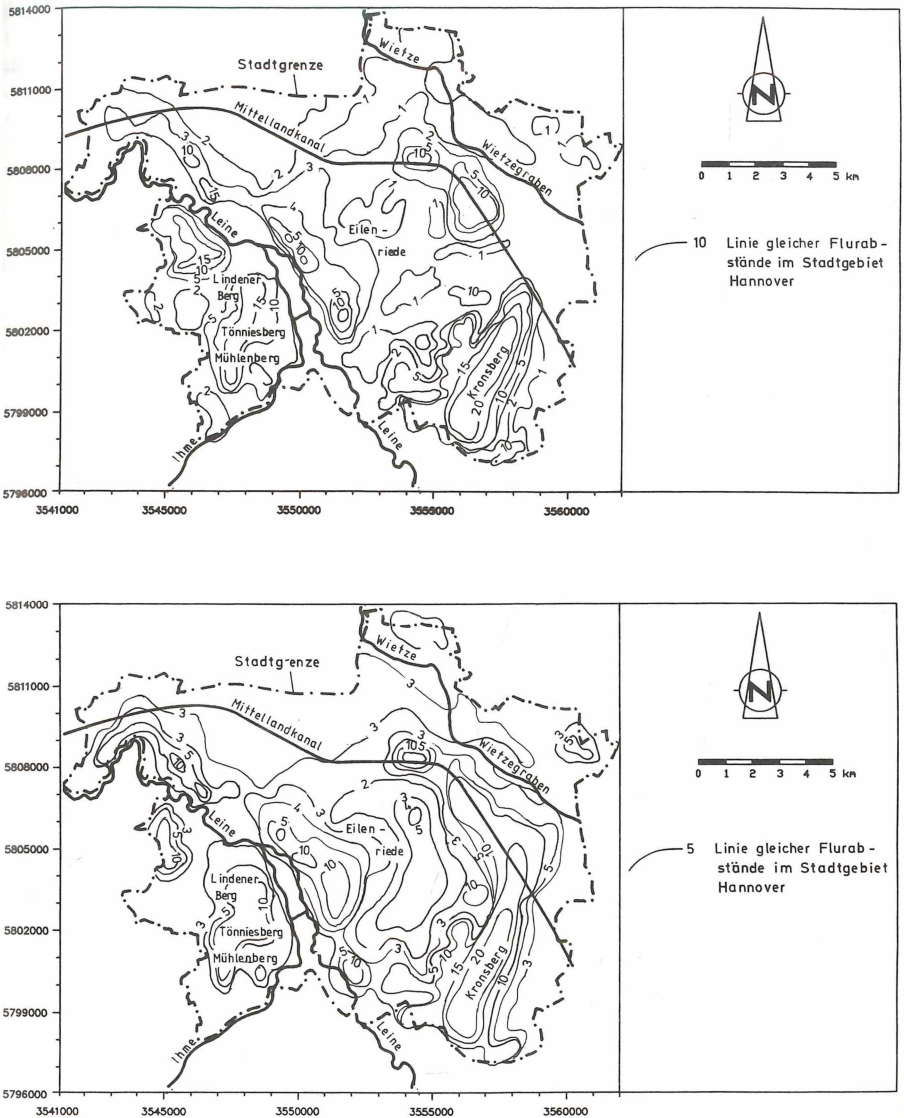 5814000
5811000
5808000
5805000
5802000
5799000
5796000
3541000 3545000 3550000 3555000 3560000
Stadtgrenze
Wietze
Mittellandkanal
Wietzegraben
Leine
Eilen-
riede
Lindener
Berg
Tönniesberg
Mühlenberg
Kronsberg
Ihme
Leine
N
0 1 2 3 4 5 km
10 Linie gleicher Flurab-
stände im Stadtgebiet
Hannover
5814000
5811000
5808000
5805000
5802000
5799000
5796000
3541000 3545000 3550000 3555000 3560000
Stadtgrenze
Wietze
Mittellandkanal
Wietzegraben
Leine
Eilen-
riede
Lindener
Berg
Tönniesberg
Mühlenberg
Kronsberg
Ihme
Leine
N
0 1 2 3 4 5 km
5 Linie gleicher Flurab-
stände im Stadtgebiet
Hannover